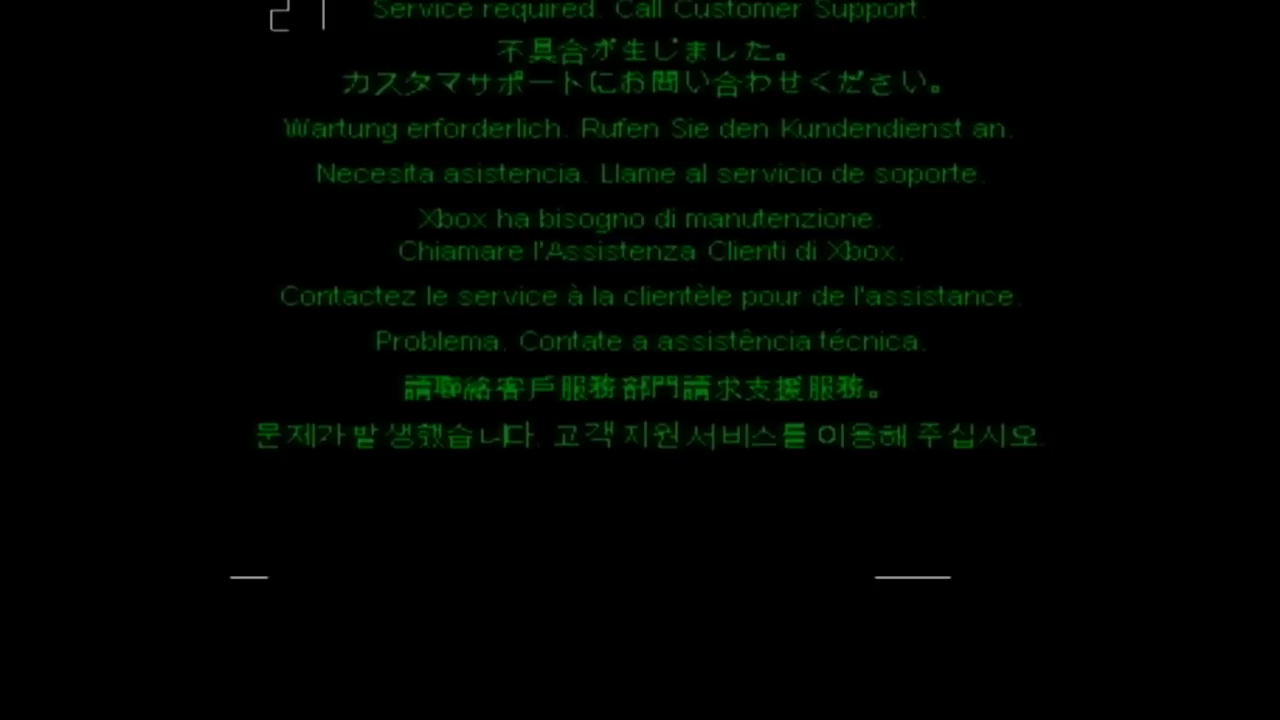 21
Service required. Call Customer Support.
不具合が生じました。
カスタマサポートにお問い合わせください。
Wartung erforderlich. Rufen Sie den Kundendienst an.
Necesita asistencia. Llame al servicio de soporte.
Xbox ha bisogno di manutenzione.
Chiamare l'Assistenza Clienti di Xbox.
Contactez le service à la clientèle pour de l'assistance.
Problema. Contate a assistência técnica.
請聯絡客戶服務部門請求支援服務。
문제가 발생했습니다. 고객 지원 서비스를 이용해 주십시오.